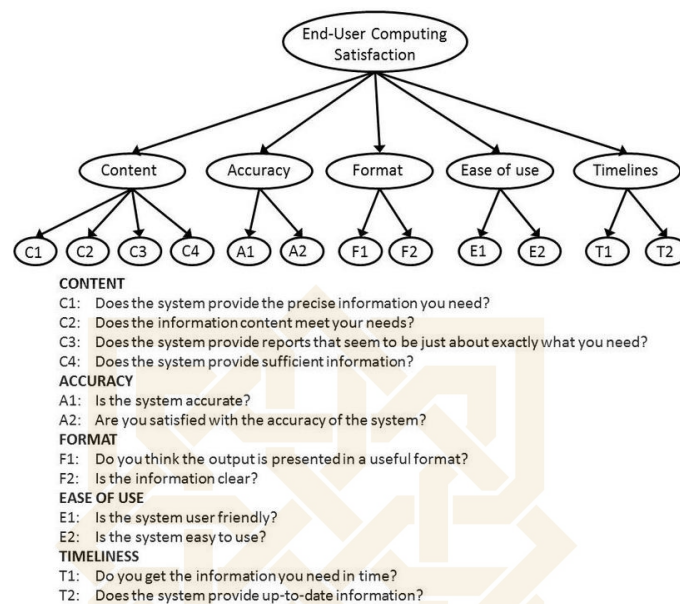 End-User Computing
Satisfaction
Content Accuracy Format Ease of use Timelines
C1 C2 C3 C4 A1 A2 F1 F2 E1 E2 T1 T2
CONTENT
C1: Does the system provide the precise information you need?
C2: Does the information content meet your needs?
C3: Does the system provide reports that seem to be just about exactly what you need?
C4: Does the system provide sufficient information?
ACCURACY
A1: Is the system accurate?
A2: Are you satisfied with the accuracy of the system?
FORMAT
F1: Do you think the output is presented in a useful format?
F2: Is the information clear?
EASE OF USE
E1: Is the system user friendly?
E2: Is the system easy to use?
TIMELINESS
T1: Do you get the information you need in time?
T2: Does the system provide up-to-date information?